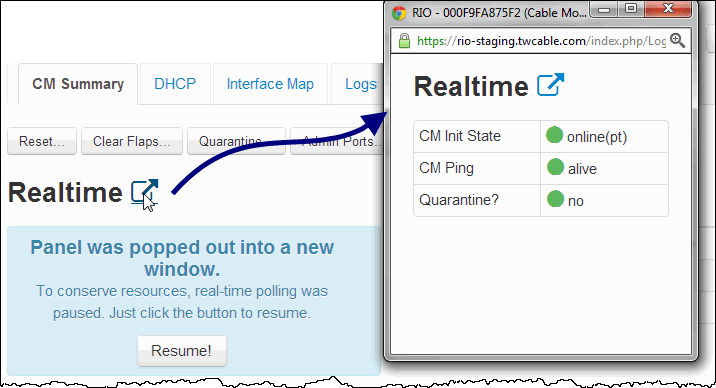 CM Summary
DHCP
Interface Map
Logs
Reset...
Clear Flaps...
Quarantine...
Admin Ports...
Realtime
Panel was popped out into a new
window.
To conserve resources, real-time polling was
paused. Just click the button to resume.
Resume!
RIO - 000F9FA875F2 (Cable Mo...
https://rio-staging.twcable.com/index.php/Log
Realtime
CM Init State
online(pt)
CM Ping
alive
Quarantine?
no